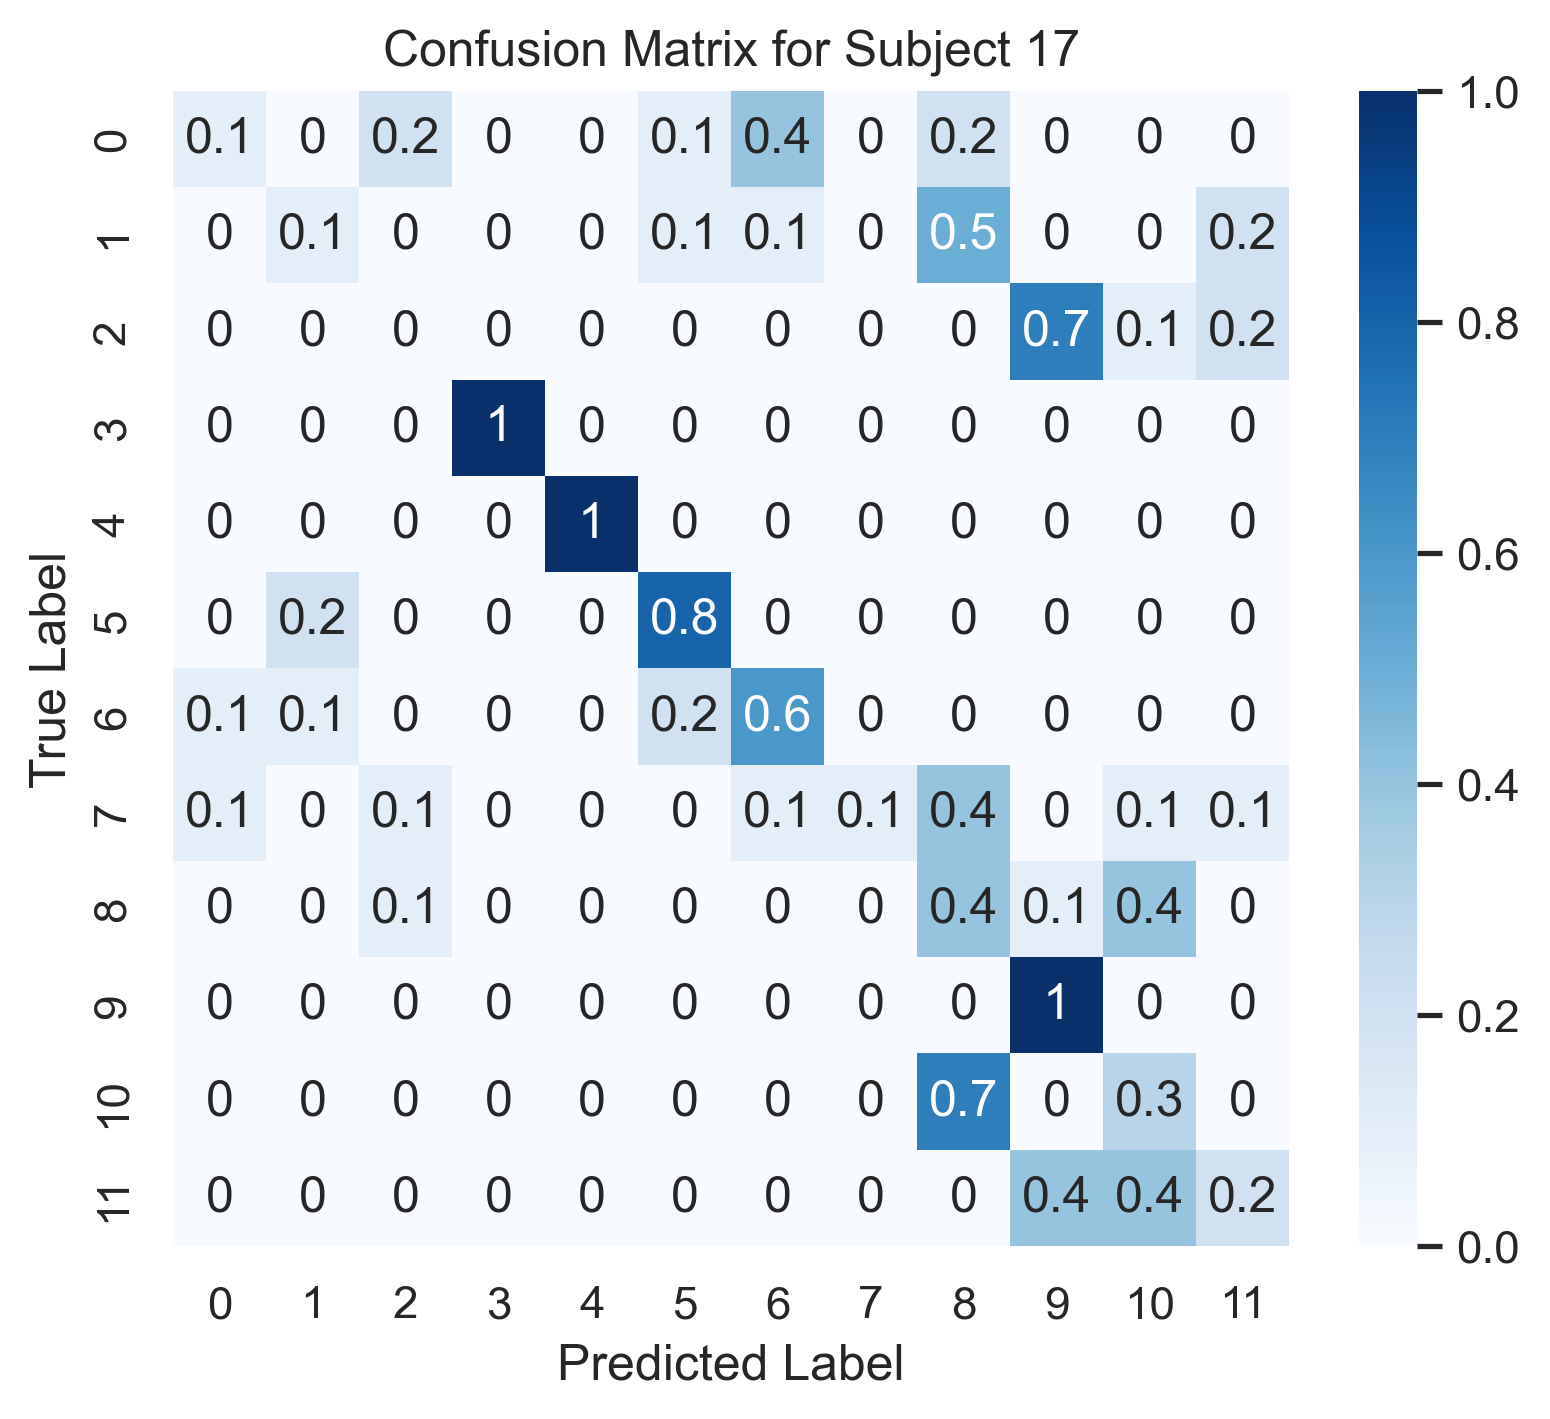 Confusion Matrix for Subject 17
0 0.1 0 0.2 0 0 0.1 0.4 0 0.2 0 0 0
1 0 0.1 0 0 0 0.1 0.1 0 0.5 0 0 0.2
2 0 0 0 0 0 0 0 0 0 0.7 0.1 0.2
3 0 0 0 1 0 0 0 0 0 0 0 0
4 0 0 0 0 1 0 0 0 0 0 0 0
5 0 0.2 0 0 0 0.8 0 0 0 0 0 0
6 0.1 0.1 0 0 0 0.2 0.6 0 0 0 0 0
7 0.1 0 0.1 0 0 0 0.1 0.1 0.4 0 0.1 0.1
8 0 0 0.1 0 0 0 0 0 0.4 0.1 0.4 0
9 0 0 0 0 0 0 0 0 0 1 0 0
10 0 0 0 0 0 0 0 0 0.7 0 0.3 0
11 0 0 0 0 0 0 0 0 0 0.4 0.4 0.2
0 1 2 3 4 5 6 7 8 9 10 11
Predicted Label
True Label
1.0
0.8
0.6
0.4
0.2
0.0